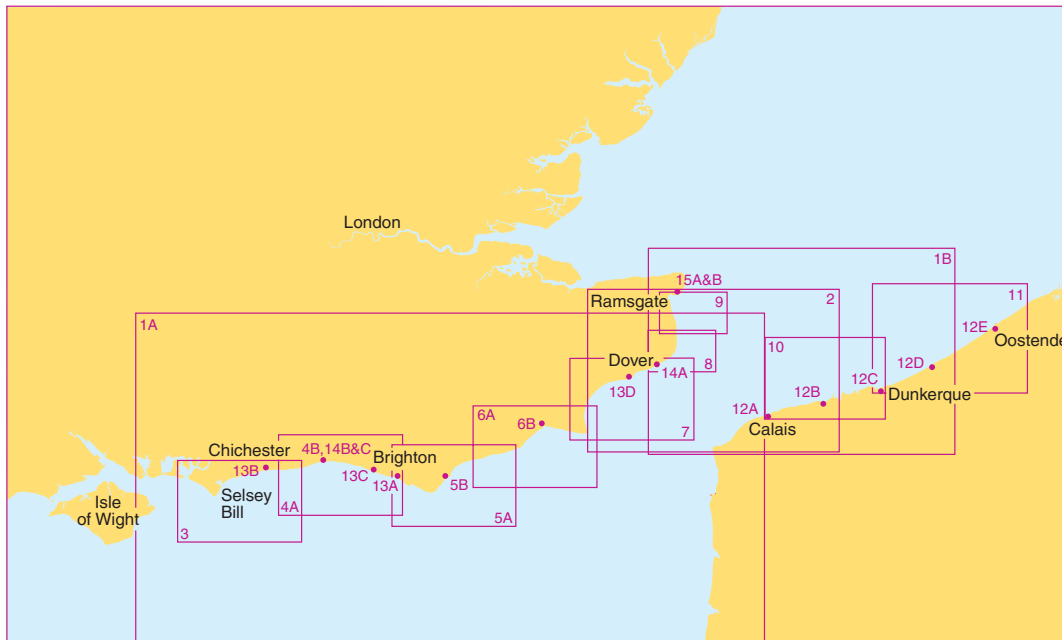 London
1B
15A&B
Ramsgate
9
2
11
1A
12E
Oostende
10
Dover
8
14A
12D
13D
12C
Dunkerque
12B
6A
12A
Calais
6B
7
Chichester
4B,14B&C
Brighton
13B
13C
13A
5B
Selsey
Bill
4A
Isle
of Wight
5A
3